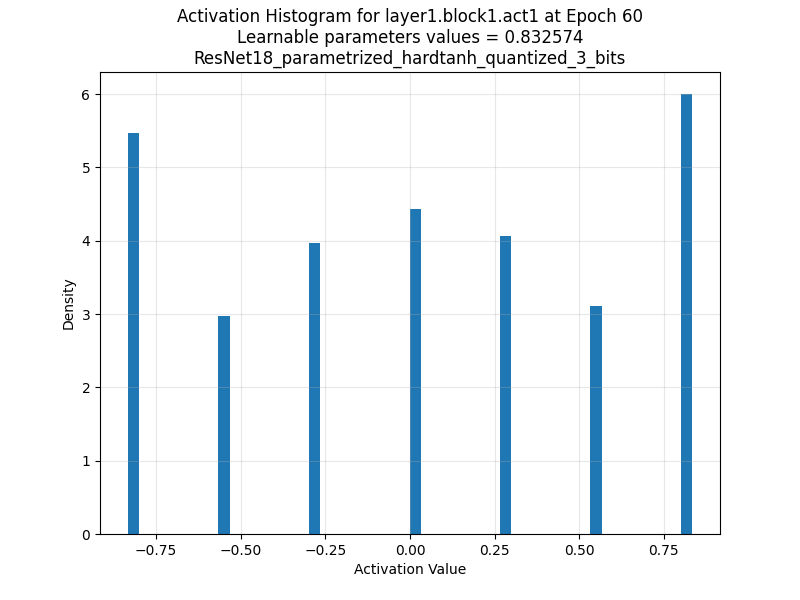 Activation Histogram for layer1.block1.act1 at Epoch 60
Learnable parameters values = 0.832574
ResNet18_parametrized_hardtanh_quantized_3_bits
6
5
4
3
2
1
0
Density
−0.75
−0.50
−0.25
0.00
0.25
0.50
0.75
Activation Value